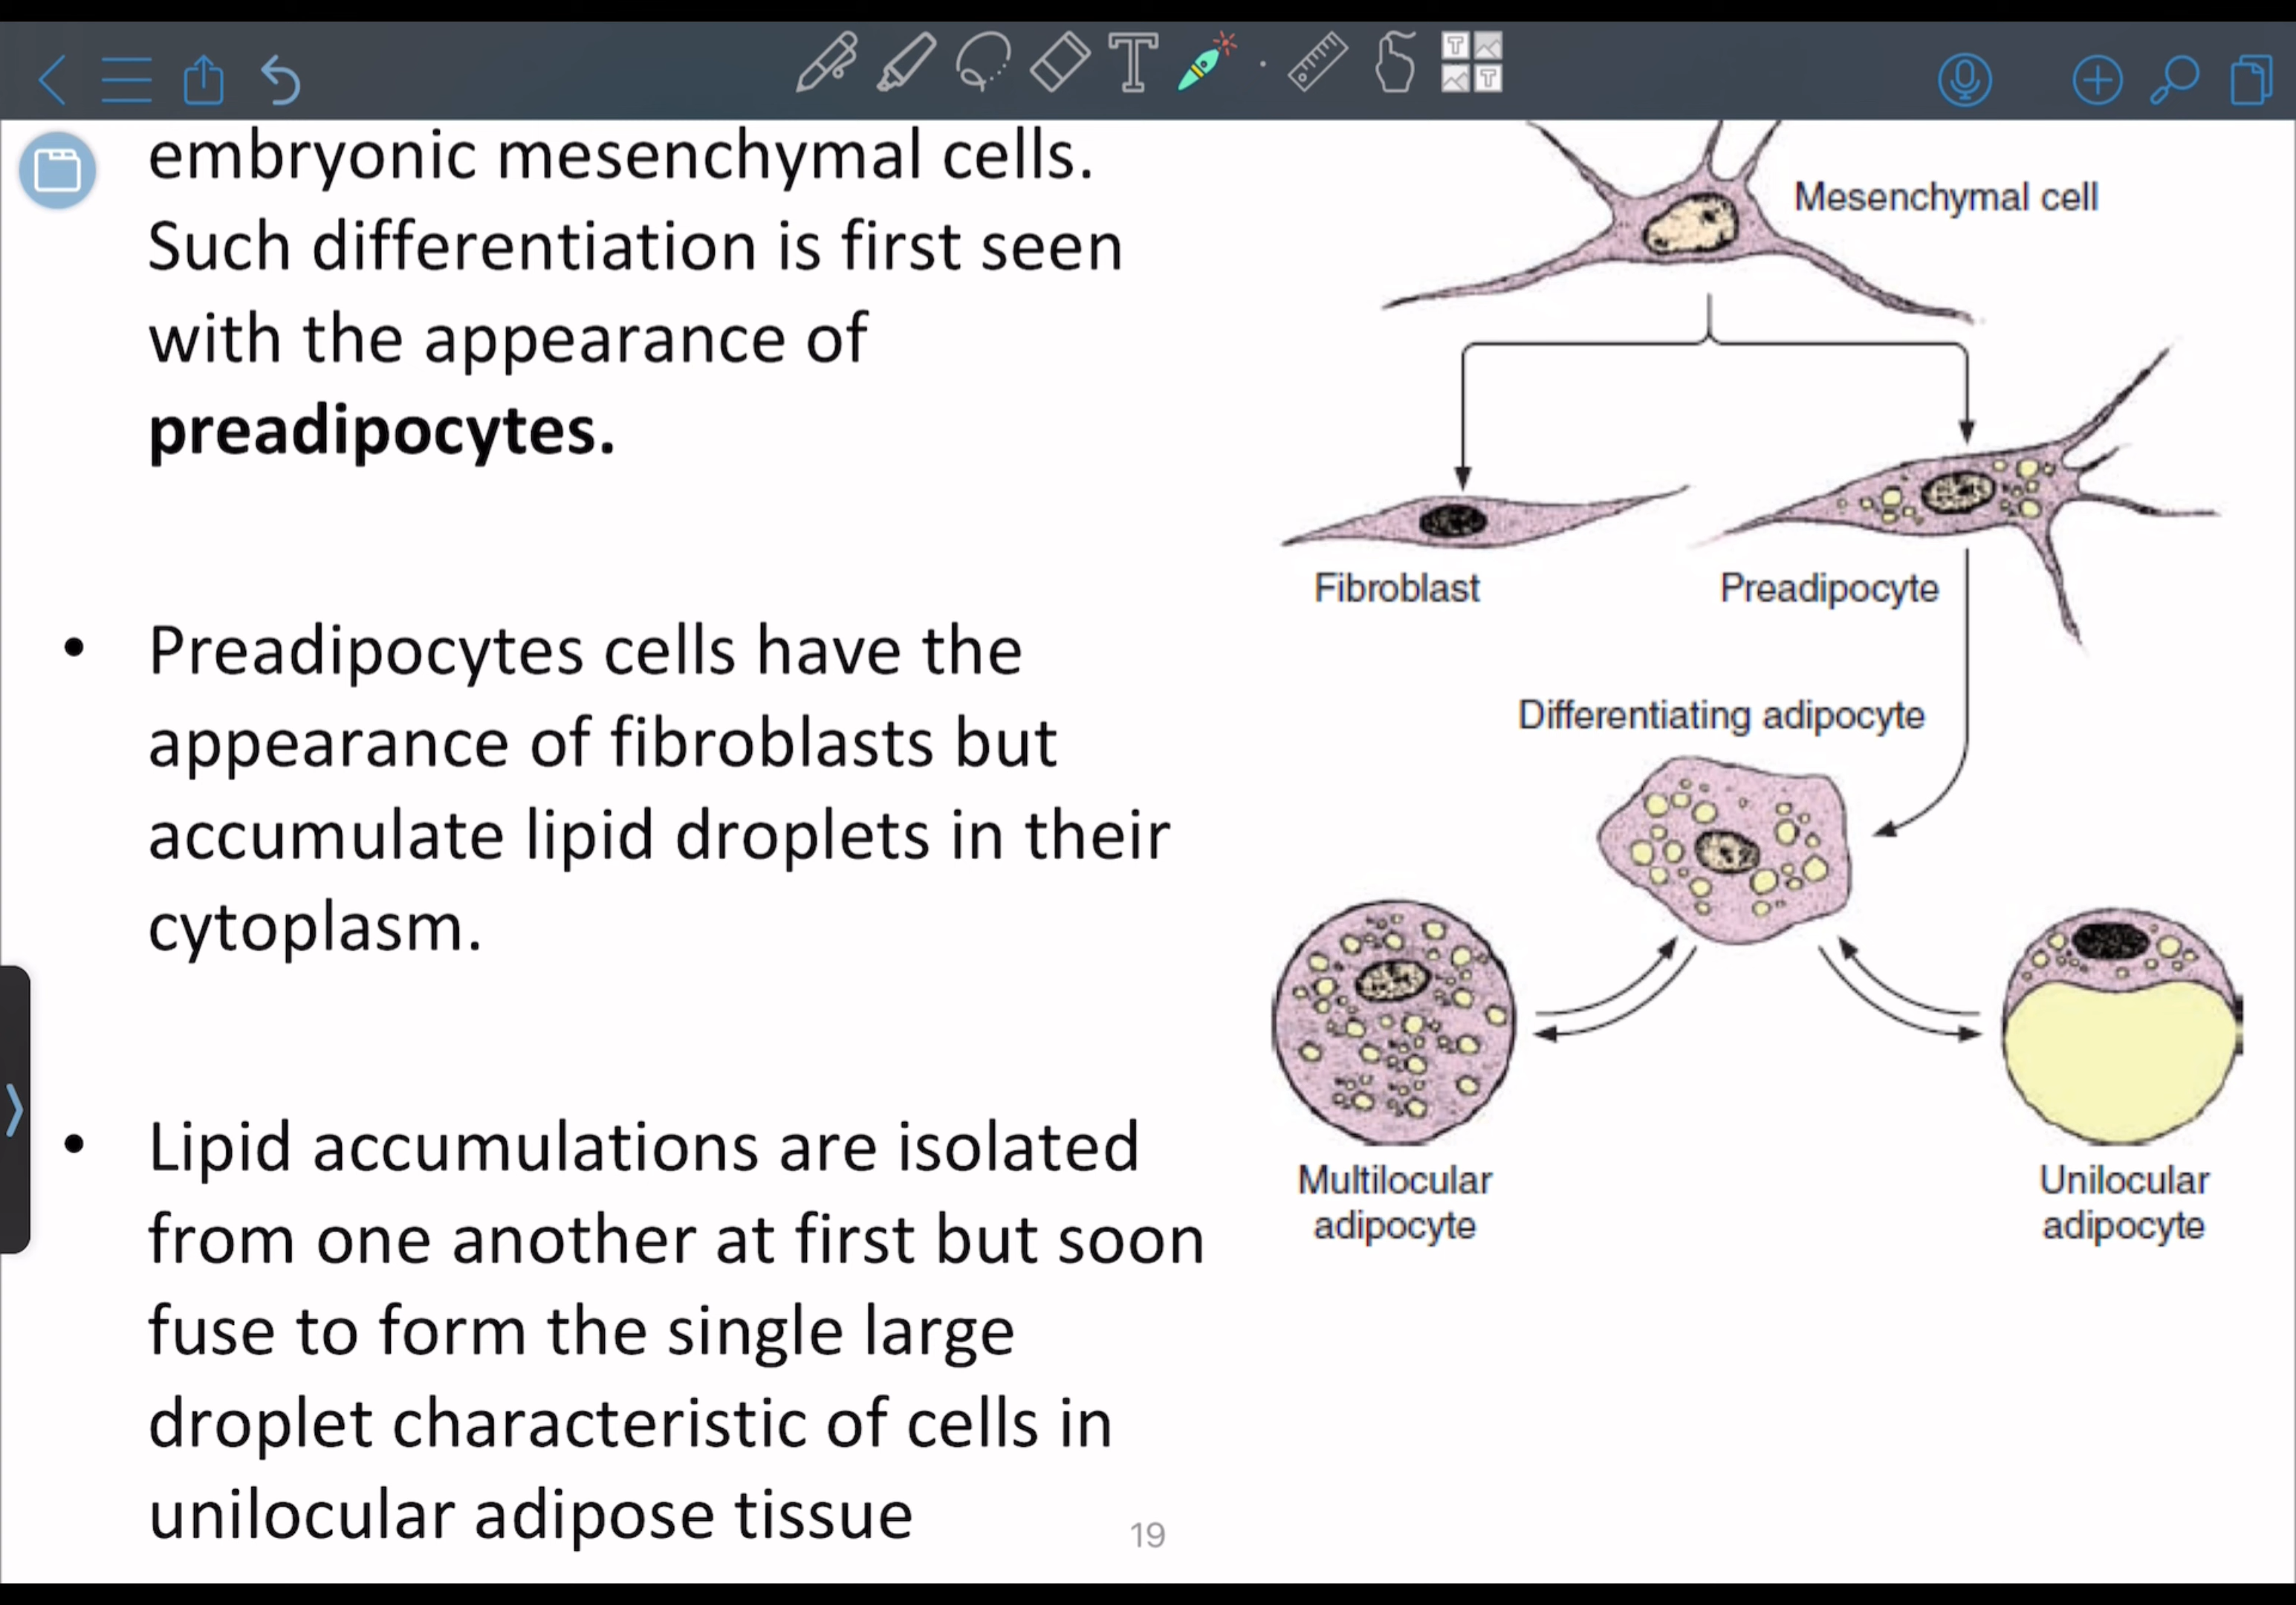 embryonic mesenchymal cells.
Such differentiation is first seen
with the appearance of
preadipocytes.
• Preadipocytes cells have the
appearance of fibroblasts but
accumulate lipid droplets in their
cytoplasm.
• Lipid accumulations are isolated
from one another at first but soon
fuse to form the single large
droplet characteristic of cells in
unilocular adipose tissue
Mesenchymal cell
Fibroblast
Preadipocyte
Differentiating adipocyte
Multilocular
adipocyte
Unilocular
adipocyte
19